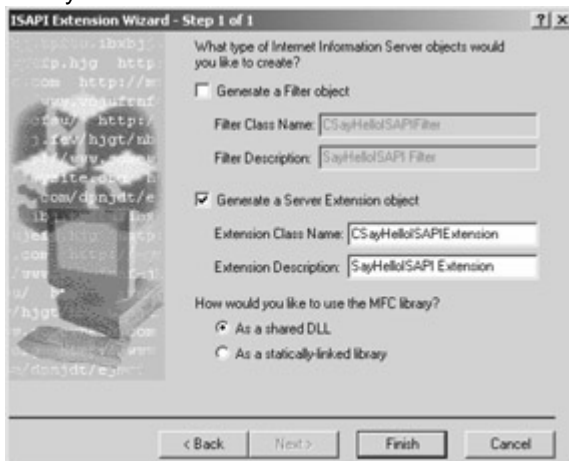 ISAPI Extension Wizard - Step 1 of 1
What type of Internet Information Server objects would
you like to create?
Generate a Filter object
Filter Class Name: CSayHelloISAPIFilter
Filter Description: SayHelloISAPI Filter
Generate a Server Extension object
Extension Class Name: CSayHelloISAPIExtension
Extension Description: SayHelloISAPI Extension
How would you like to use the MFC library?
As a shared DLL
As a statically-linked library
< Back Next > Finish Cancel